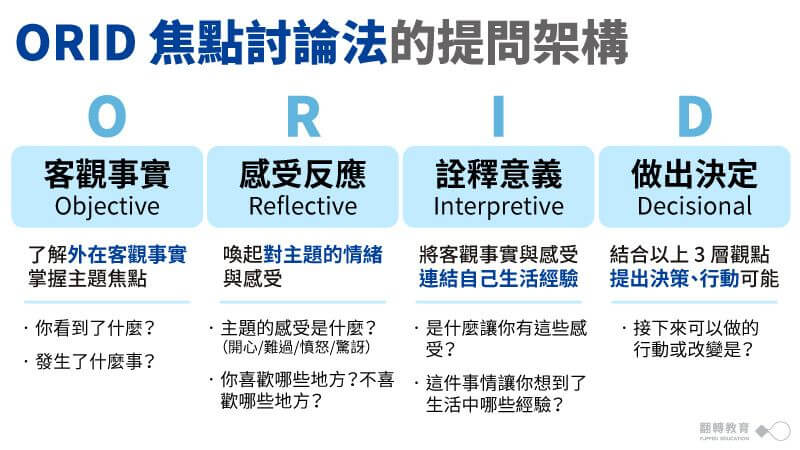 ORID 焦點討論法的提問架構
O
客觀事實
Objective
了解外在客觀事實
掌握主題焦點
· 你看到了什麼？
· 發生了什麼事？
R
感受反應
Reflective
喚起對主題的情緒
與感受
· 主題的感受是什麼？
（開心/難過/憤怒/驚訝）
· 你喜歡哪些地方？不喜
歡哪些地方？
I
詮釋意義
Interpretive
將客觀事實與感受
連結自己生活經驗
· 是什麼讓你有這些感
受？
· 這件事情讓你想到了
生活中哪些經驗？
D
做出決定
Decisional
結合以上 3 層觀點
提出決策、行動可能
· 接下來可以做的
行動或改變是？
翻轉教育
FLIPPED EDUCATION